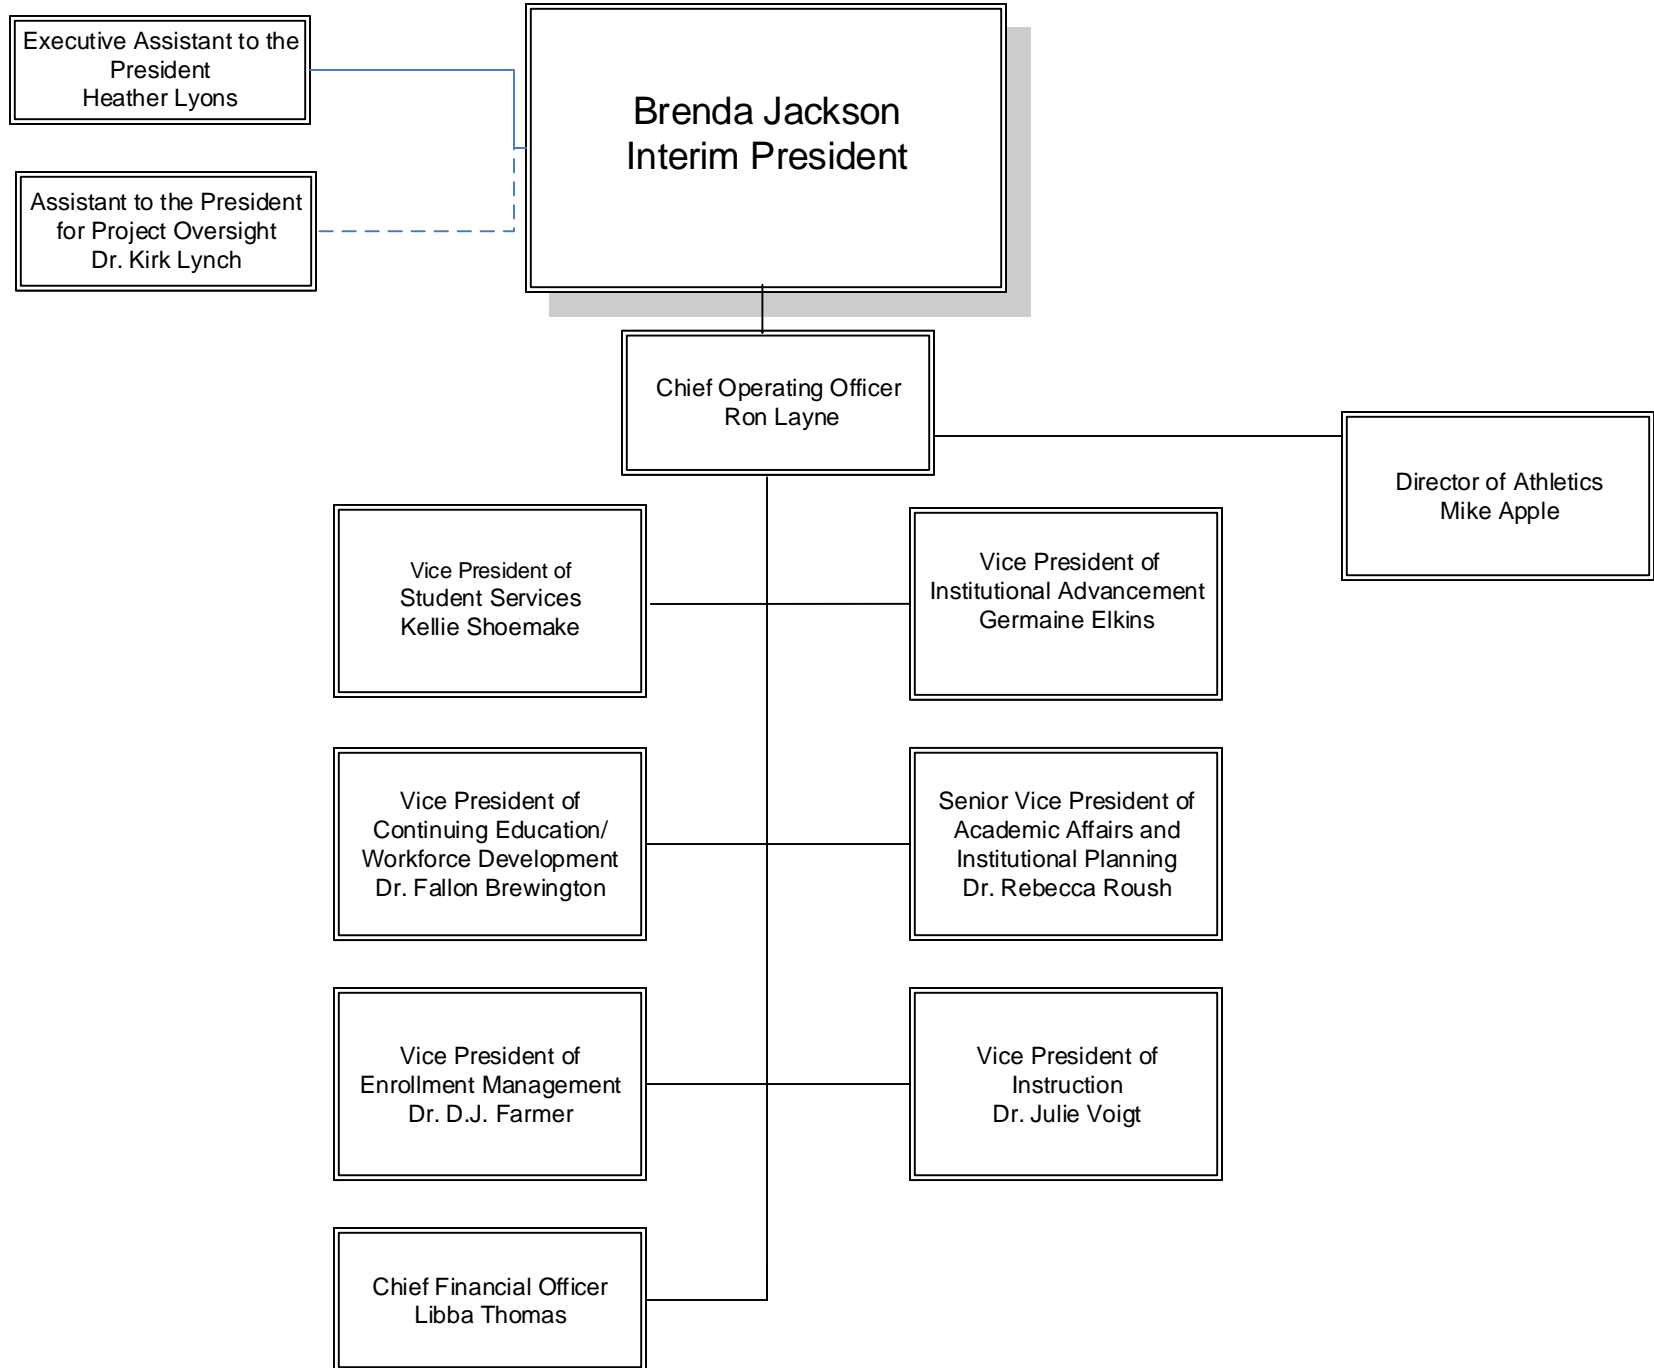 Executive Assistant to the
President
Heather Lyons
Brenda Jackson
Interim President
Assistant to the President
for Project Oversight
Dr. Kirk Lynch
Chief Operating Officer
Ron Layne
Director of Athletics
Mike Apple
Vice President of
Student Services
Kellie Shoemake
Vice President of
Institutional Advancement
Germaine Elkins
Vice President of
Continuing Education/
Workforce Development
Dr. Fallon Brewington
Senior Vice President of
Academic Affairs and
Institutional Planning
Dr. Rebecca Roush
Vice President of
Enrollment Management
Dr. D.J. Farmer
Vice President of
Instruction
Dr. Julie Voigt
Chief Financial Officer
Libba Thomas